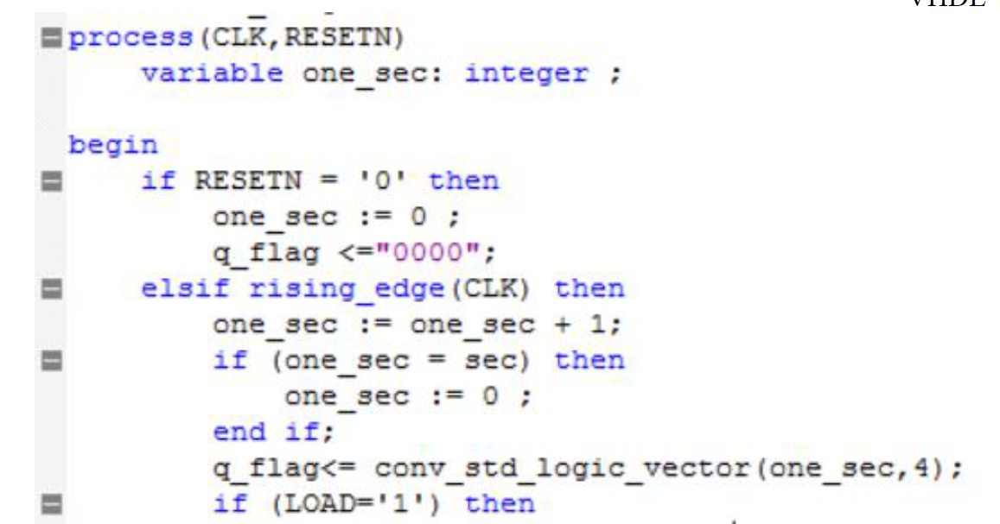 process(CLK,RESETN)
    variable one_sec: integer ;
begin
    if RESETN = '0' then
        one_sec := 0 ;
        q_flag <="0000";
    elsif rising_edge(CLK) then
        one_sec := one_sec + 1;
        if (one_sec = sec) then
            one_sec := 0 ;
        end if;
        q_flag<= conv_std_logic_vector(one_sec,4);
        if (LOAD='1') then